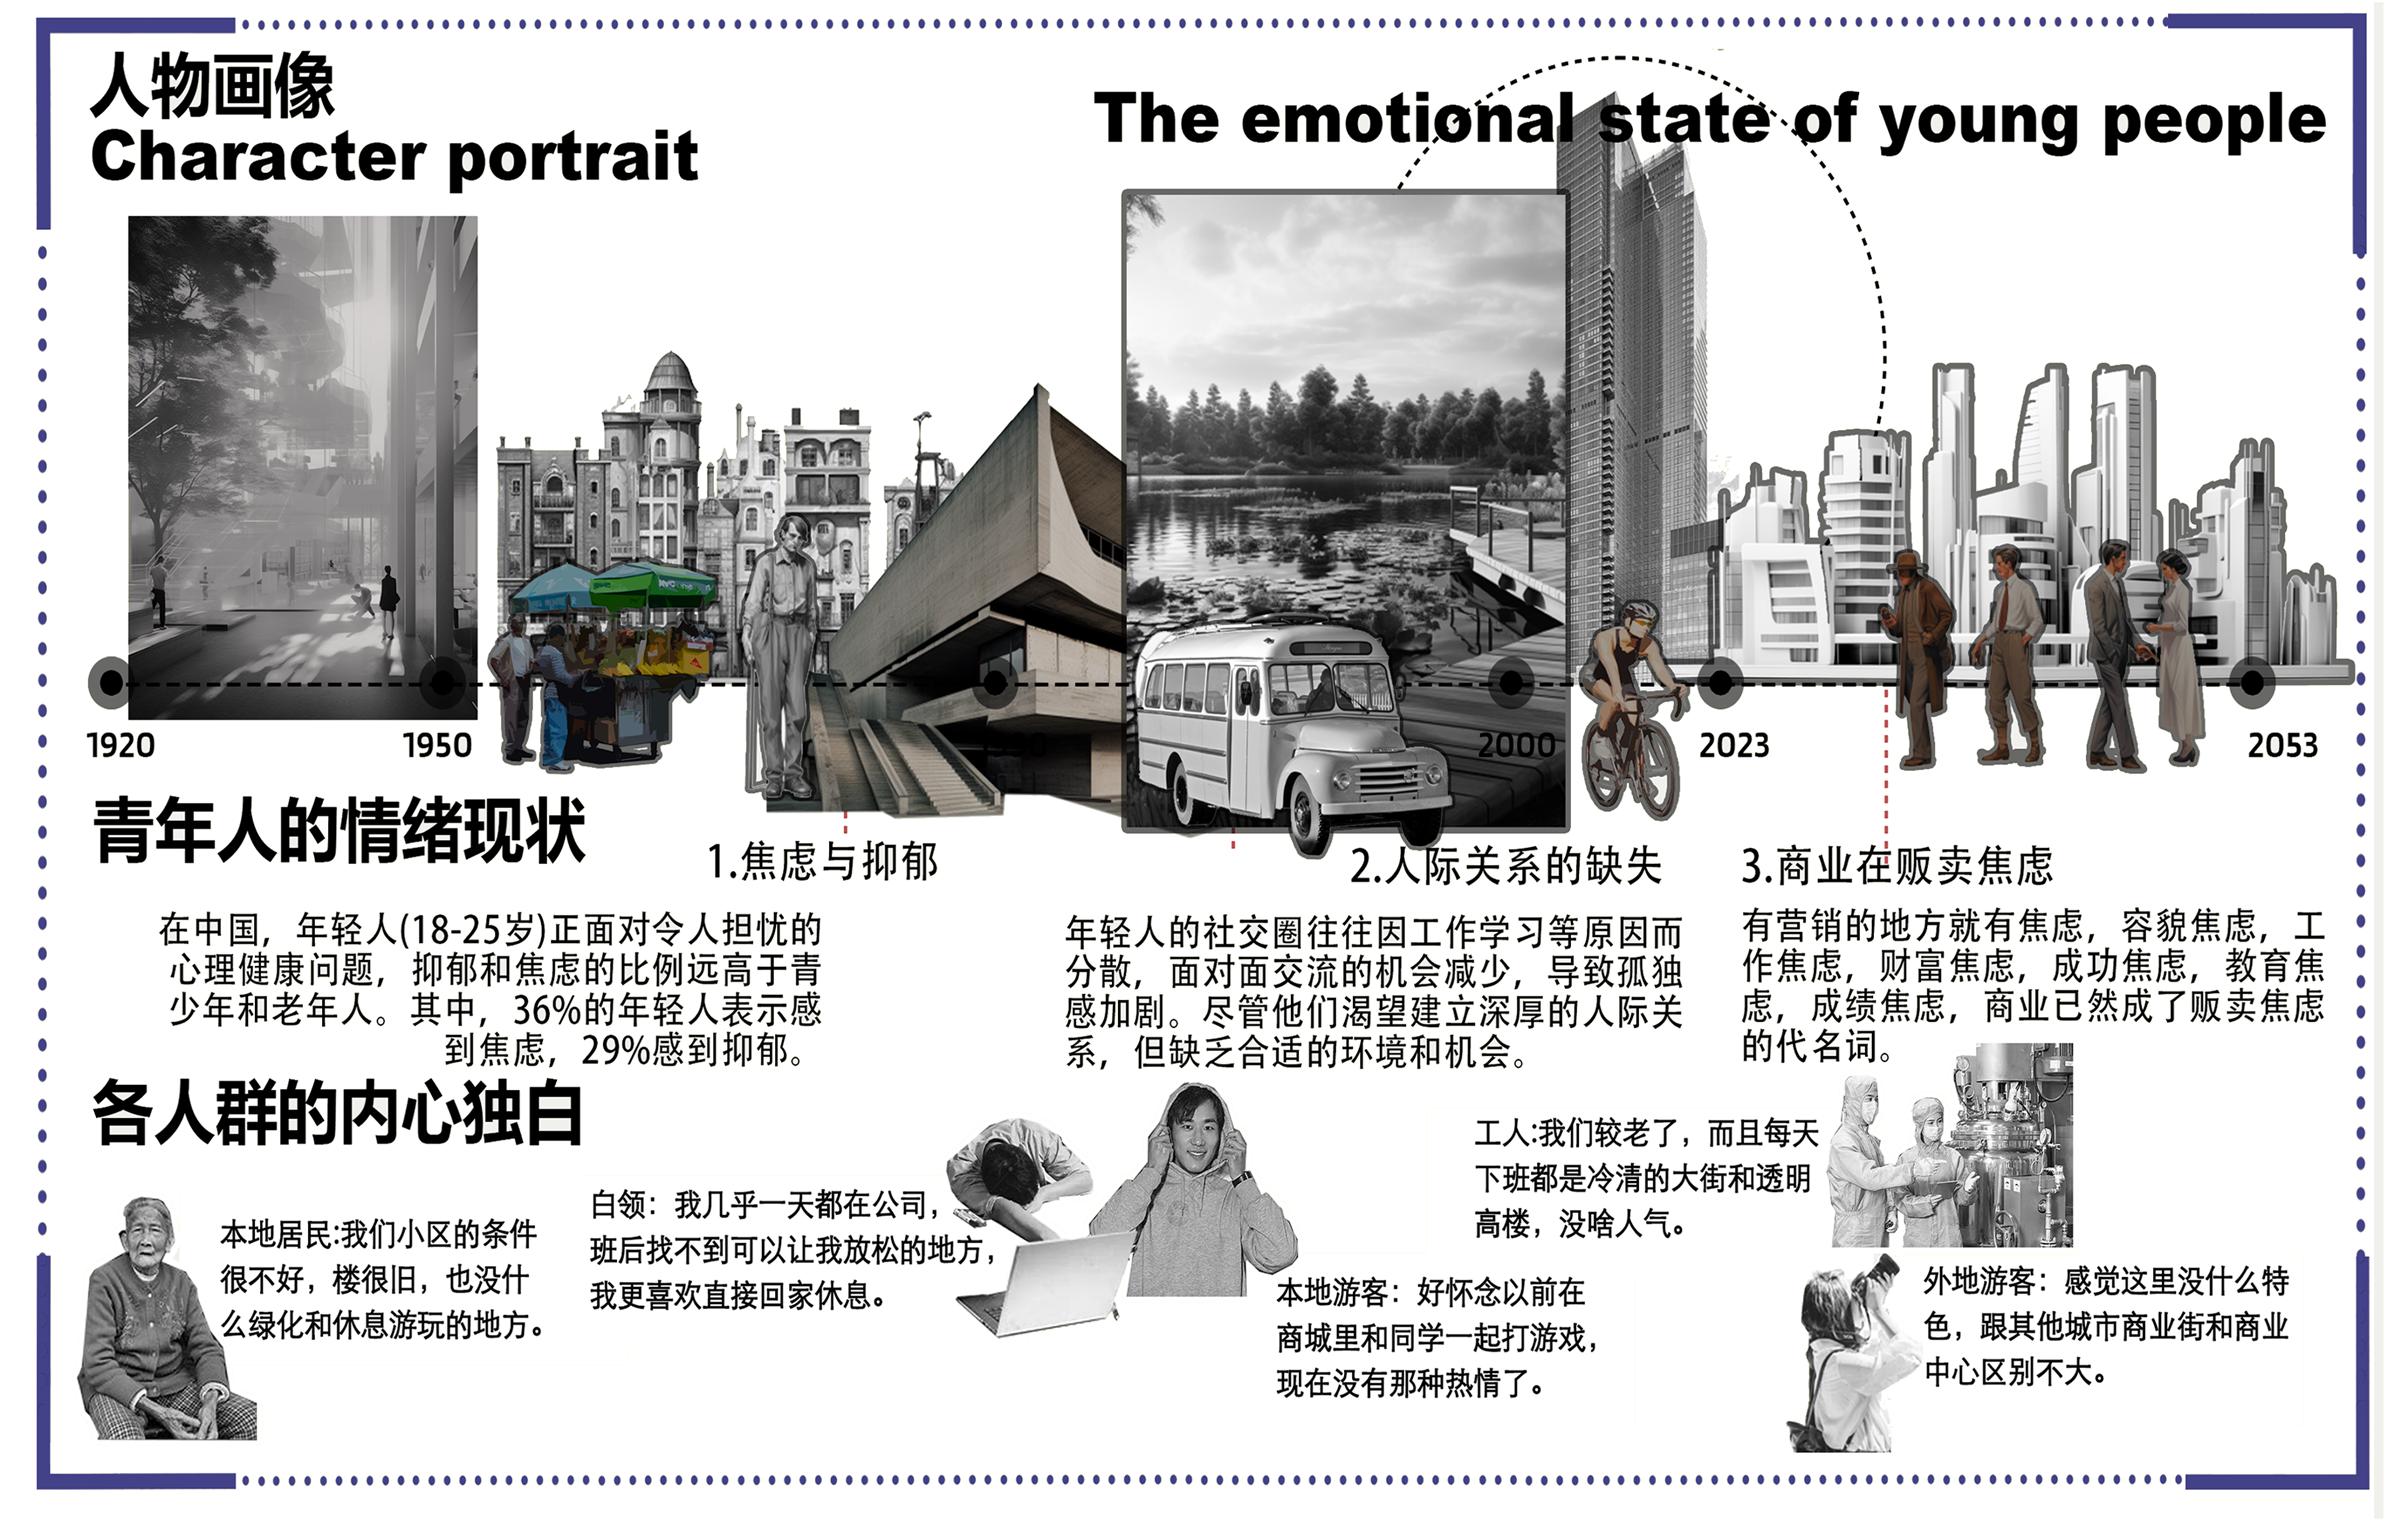 人物画像
Character portrait
The emotional state of young people
1920
1950
2000
2023
2053
青年人的情绪现状
1.焦虑与抑郁
在中国，年轻人(18-25岁)正面对令人担忧的
心理健康问题，抑郁和焦虑的比例远高于青
少年和老年人。其中，36%的年轻人表示感
到焦虑，29%感到抑郁。
2.人际关系的缺失
年轻人的社交圈往往因工作学习等原因而
分散，面对面交流的机会减少，导致孤独
感加剧。尽管他们渴望建立深厚的人际关
系，但缺乏合适的环境和机会。
3.商业在贩卖焦虑
有营销的地方就有焦虑，容貌焦虑，工
作焦虑，财富焦虑，成功焦虑，教育焦
虑，成绩焦虑，商业已然成了贩卖焦虑
的代名词。
各人群的内心独白
本地居民:我们小区的条件
很不好，楼很旧，也没什
么绿化和休息游玩的地方。
白领：我几乎一天都在公司，
班后找不到可以让我放松的地方，
我更喜欢直接回家休息。
本地游客：好怀念以前在
商城里和同学一起打游戏，
现在没有那种热情了。
工人:我们较老了，而且每天
下班都是冷清的大街和透明
高楼，没啥人气。
外地游客：感觉这里没什么特
色，跟其他城市商业街和商业
中心区别不大。